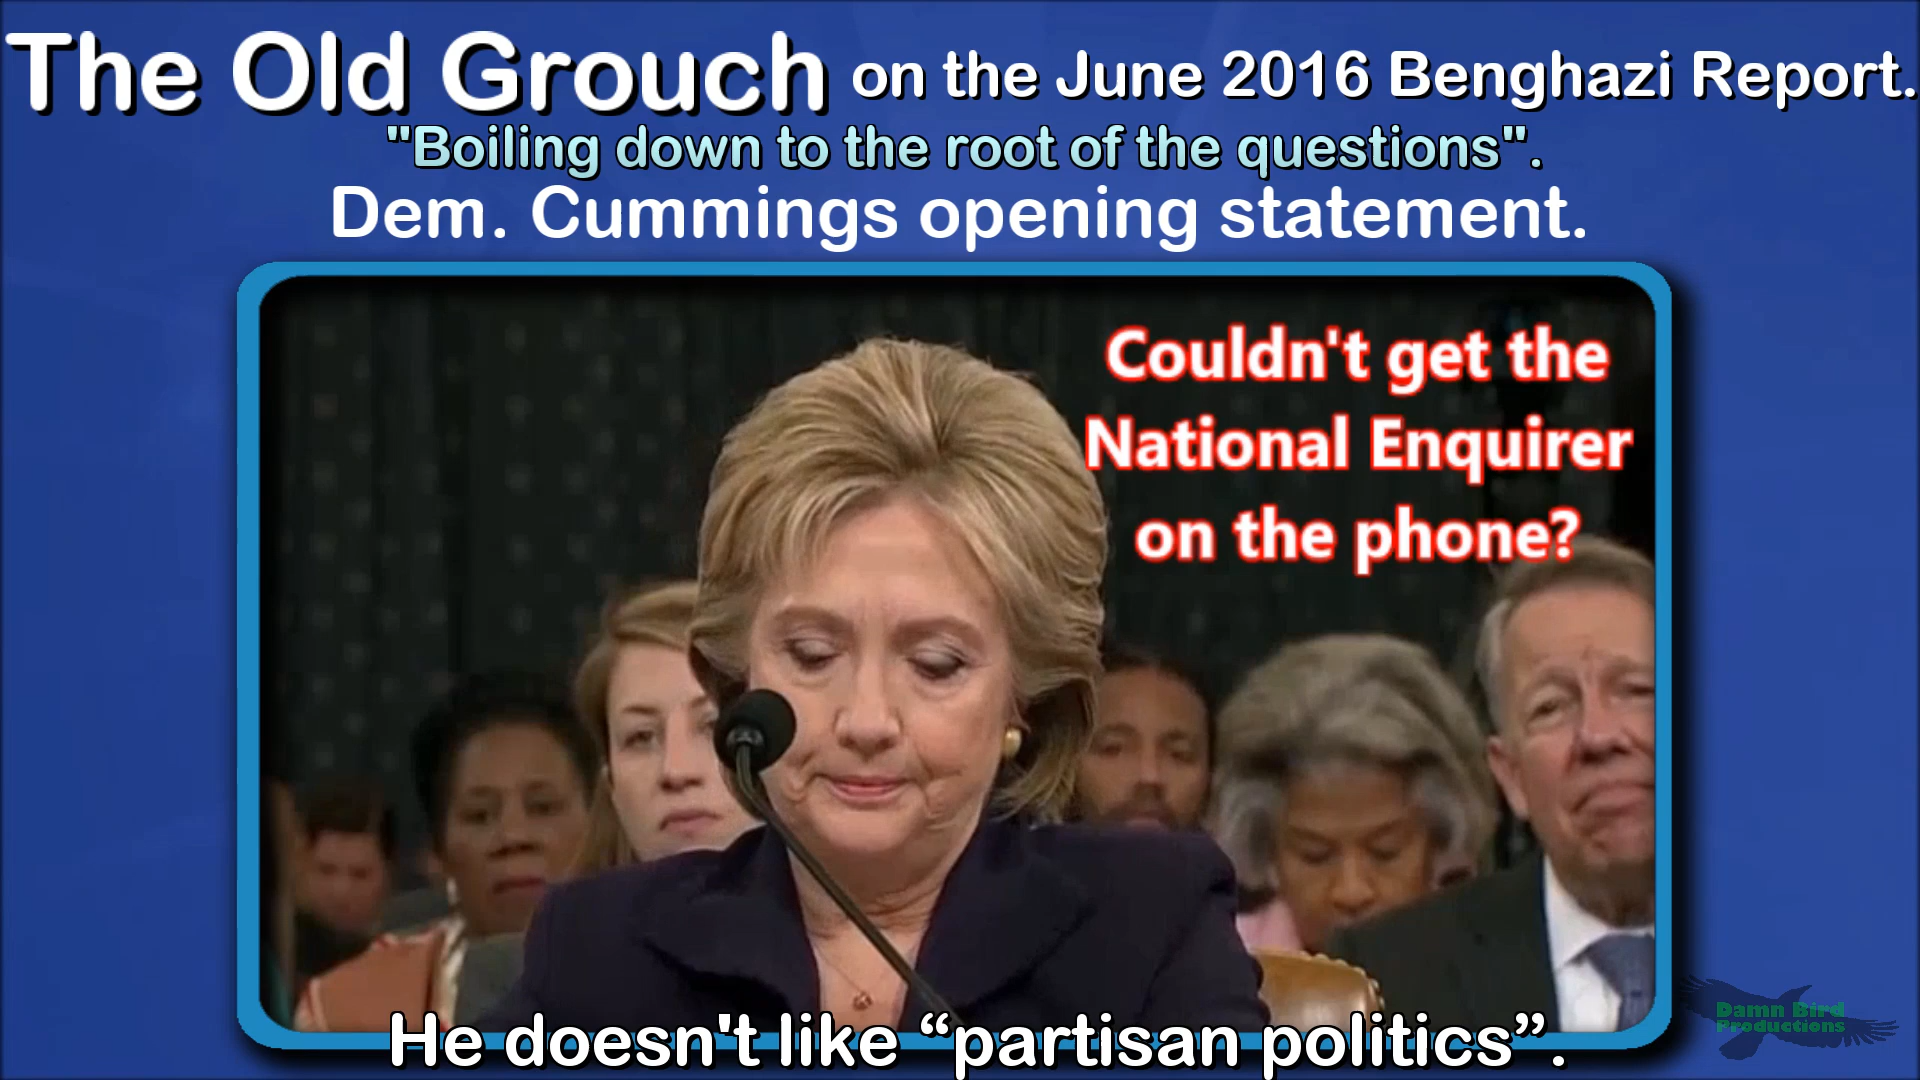 The Old Grouch on the June 2016 Benghazi Report.
"Boiling down to the root of the questions".
Dem. Cummings opening statement.
Couldn't get the
National Enquirer
on the phone?
Damn Bird
Productions
He doesn't like “partisan politics”.